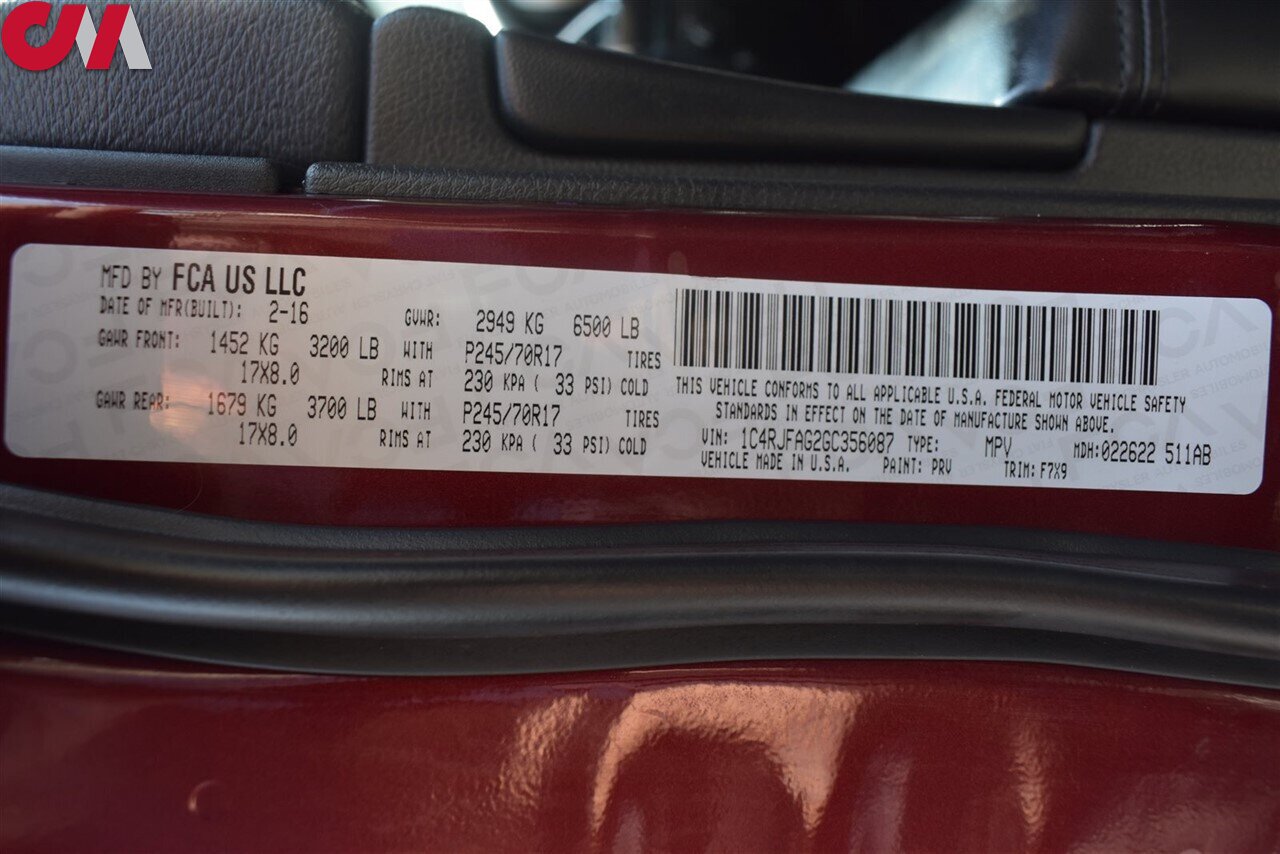 CM
MFD BY FCA US LLC
DATE OF MFR(BUILT): 2-16 GVWR: 2949 KG 6500 LB
GAWR FRONT: 1452 KG 3200 LB WITH P245/70R17 TIRES
17X8.0 RIMS AT 230 KPA ( 33 PSI) COLD
GAWR REAR: 1679 KG 3700 LB WITH P245/70R17 TIRES
17X8.0 RIMS AT 230 KPA ( 33 PSI) COLD
THIS VEHICLE CONFORMS TO ALL APPLICABLE U.S.A. FEDERAL MOTOR VEHICLE SAFETY
STANDARDS IN EFFECT ON THE DATE OF MANUFACTURE SHOWN ABOVE.
VIN: 1C4RJFAG2GC356087 TYPE: MPV MDH:022622 511AB
VEHICLE MADE IN U.S.A. PAINT: PRV TRIM: F7X9